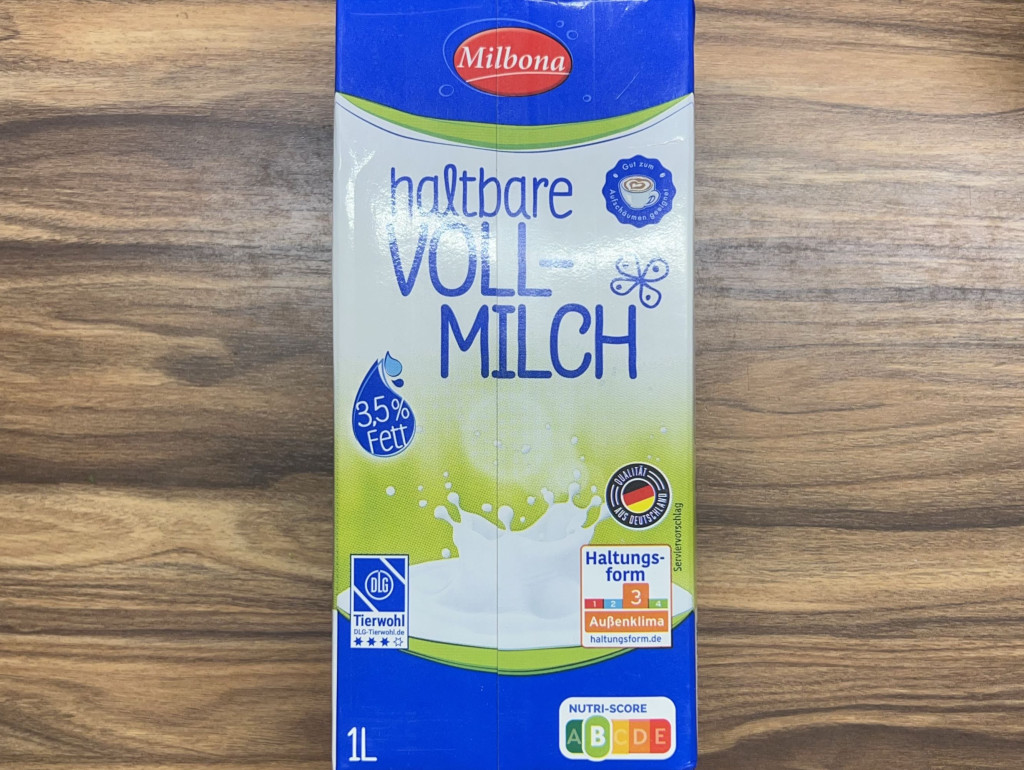 Milbona
haltbare
VOLL-
MILCH
Gut zum
Aufschäumen geeignet
3,5%
Fett
QUALITÄT
AUS DEUTSCHLAND
Serviervorschlag
DLG
Tierwohl
DLG-Tierwohl.de
Haltungs-
form
1 2 3 4
Außenklima
haltungsform.de
1L
NUTRI-SCORE
A B C D E